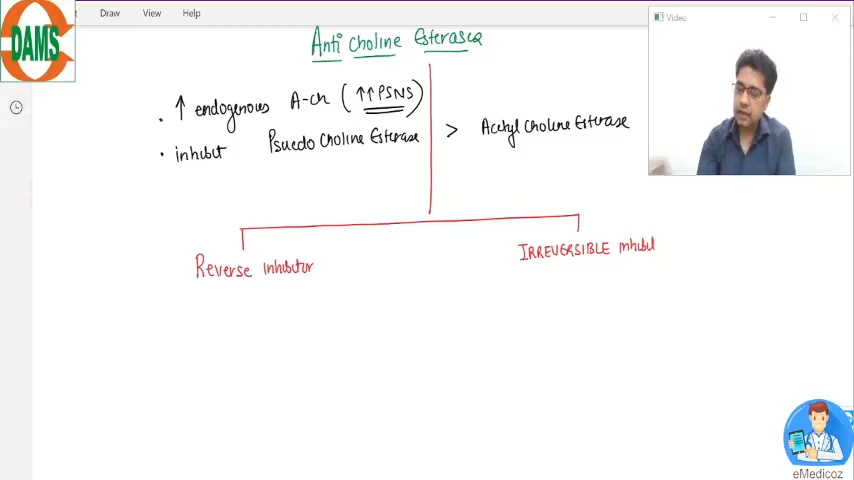 DAMS
Draw View Help
Video
Anti Choline Esterase
. ↑ endogenous A-ch (↑↑PSNS)
. inhibit Psuedo Choline Esterase > Acetyl Choline Esterase
Reverse inhibitor
IRREVERSIBLE inhibit
eMedicoz